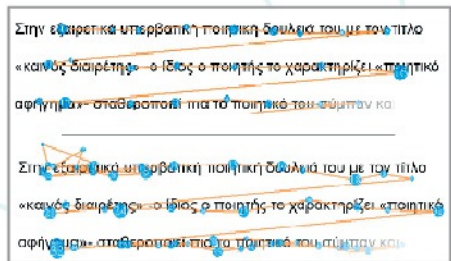 Στην εξαιρετικά υπερβατική ποιητική δουλειά του με τον τίτλο
«καινός διαιρέτης» - ο ίδιος ο ποιητής το χαρακτηρίζει «ποιητικό
αφήγημα»- σταθεροποιεί πια το ποιητικό του σύμπαν και
Στην εξαιρετικά υπερβατική ποιητική δουλειά του με τον τίτλο
«καινός διαιρέτης» - ο ίδιος ο ποιητής το χαρακτηρίζει «ποιητικό
αφήγημα»- σταθεροποιεί πια το ποιητικό του σύμπαν και